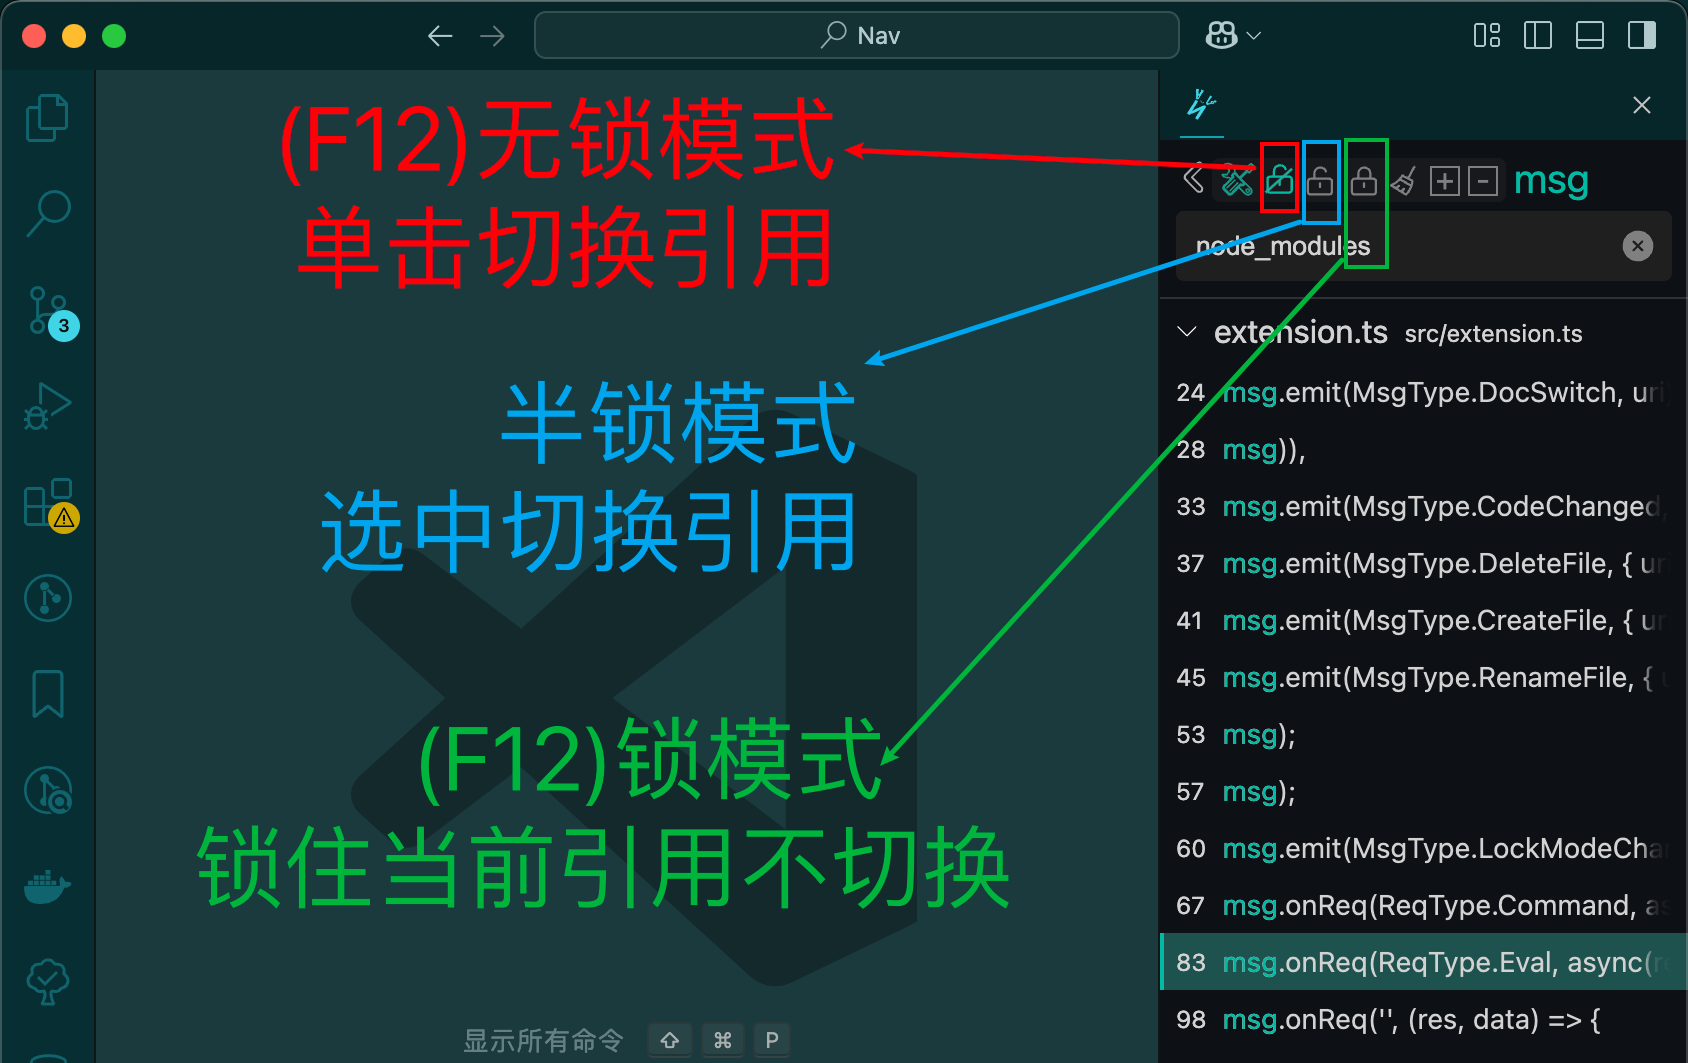 Nav
(F12)无锁模式
单击切换引用
半锁模式
选中切换引用
(F12)锁模式
锁住当前引用不切换
显示所有命令 ⇧ ⌘ P
3
msg
node_modules
extension.ts src/extension.ts
24 msg.emit(MsgType.DocSwitch, uri
28 msg)),
33 msg.emit(MsgType.CodeChanged,
37 msg.emit(MsgType.DeleteFile, { uri
41 msg.emit(MsgType.CreateFile, { uri
45 msg.emit(MsgType.RenameFile, { u
53 msg);
57 msg);
60 msg.emit(MsgType.LockModeChan
67 msg.onReq(ReqType.Command, as
83 msg.onReq(ReqType.Eval, async(re
98 msg.onReq('', (res, data) => {